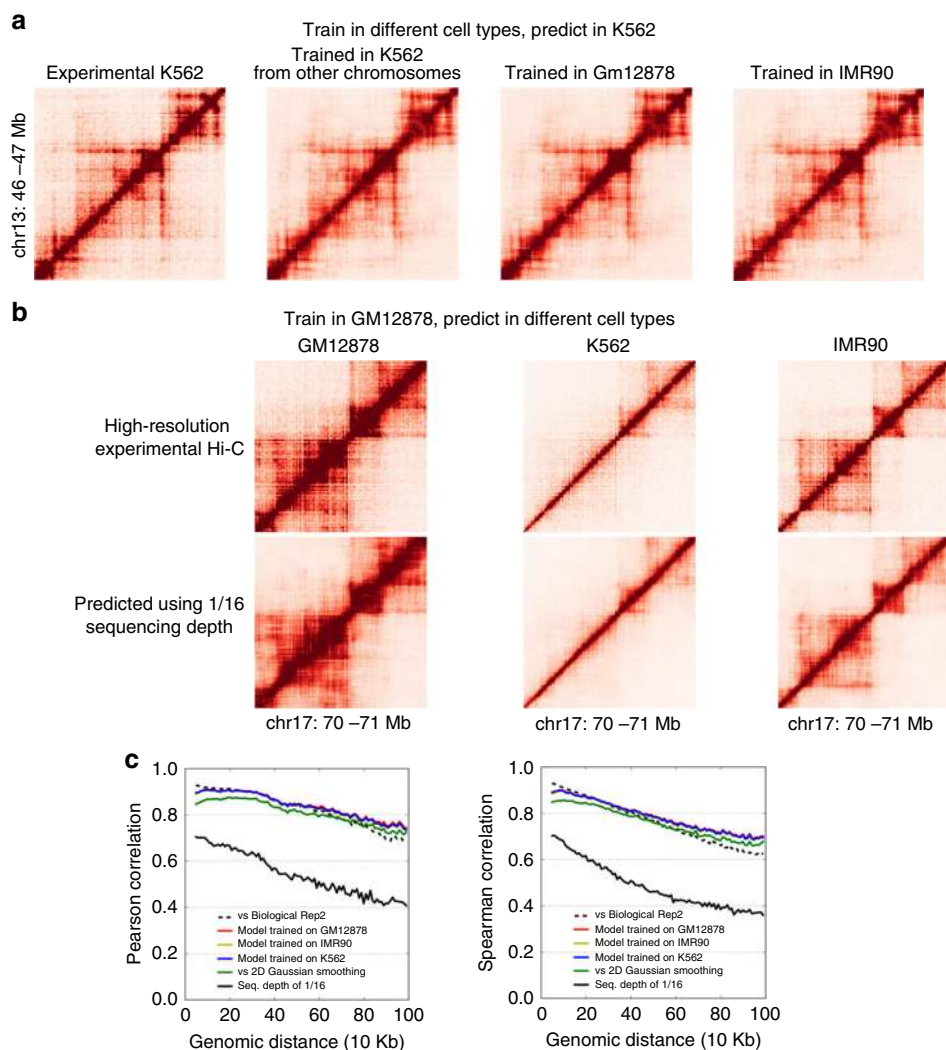 a
Train in different cell types, predict in K562
Experimental K562
Trained in K562
from other chromosomes
Trained in Gm12878
Trained in IMR90
chr13: 46 –47 Mb
b
Train in GM12878, predict in different cell types
GM12878
K562
IMR90
High-resolution
experimental Hi-C
Predicted using 1/16
sequencing depth
chr17: 70 –71 Mb
chr17: 70 –71 Mb
chr17: 70 –71 Mb
c
1.0
0.8
0.6
0.4
0.2
0.0
Pearson correlation
vs Biological Rep2
Model trained on GM12878
Model trained on IMR90
Model trained on K562
vs 2D Gaussian smoothing
Seq. depth of 1/16
0 20 40 60 80 100
Genomic distance (10 Kb)
1.0
0.8
0.6
0.4
0.2
0.0
Spearman correlation
vs Biological Rep2
Model trained on GM12878
Model trained on IMR90
Model trained on K562
vs 2D Gaussian smoothing
Seq. depth of 1/16
0 20 40 60 80 100
Genomic distance (10 Kb)